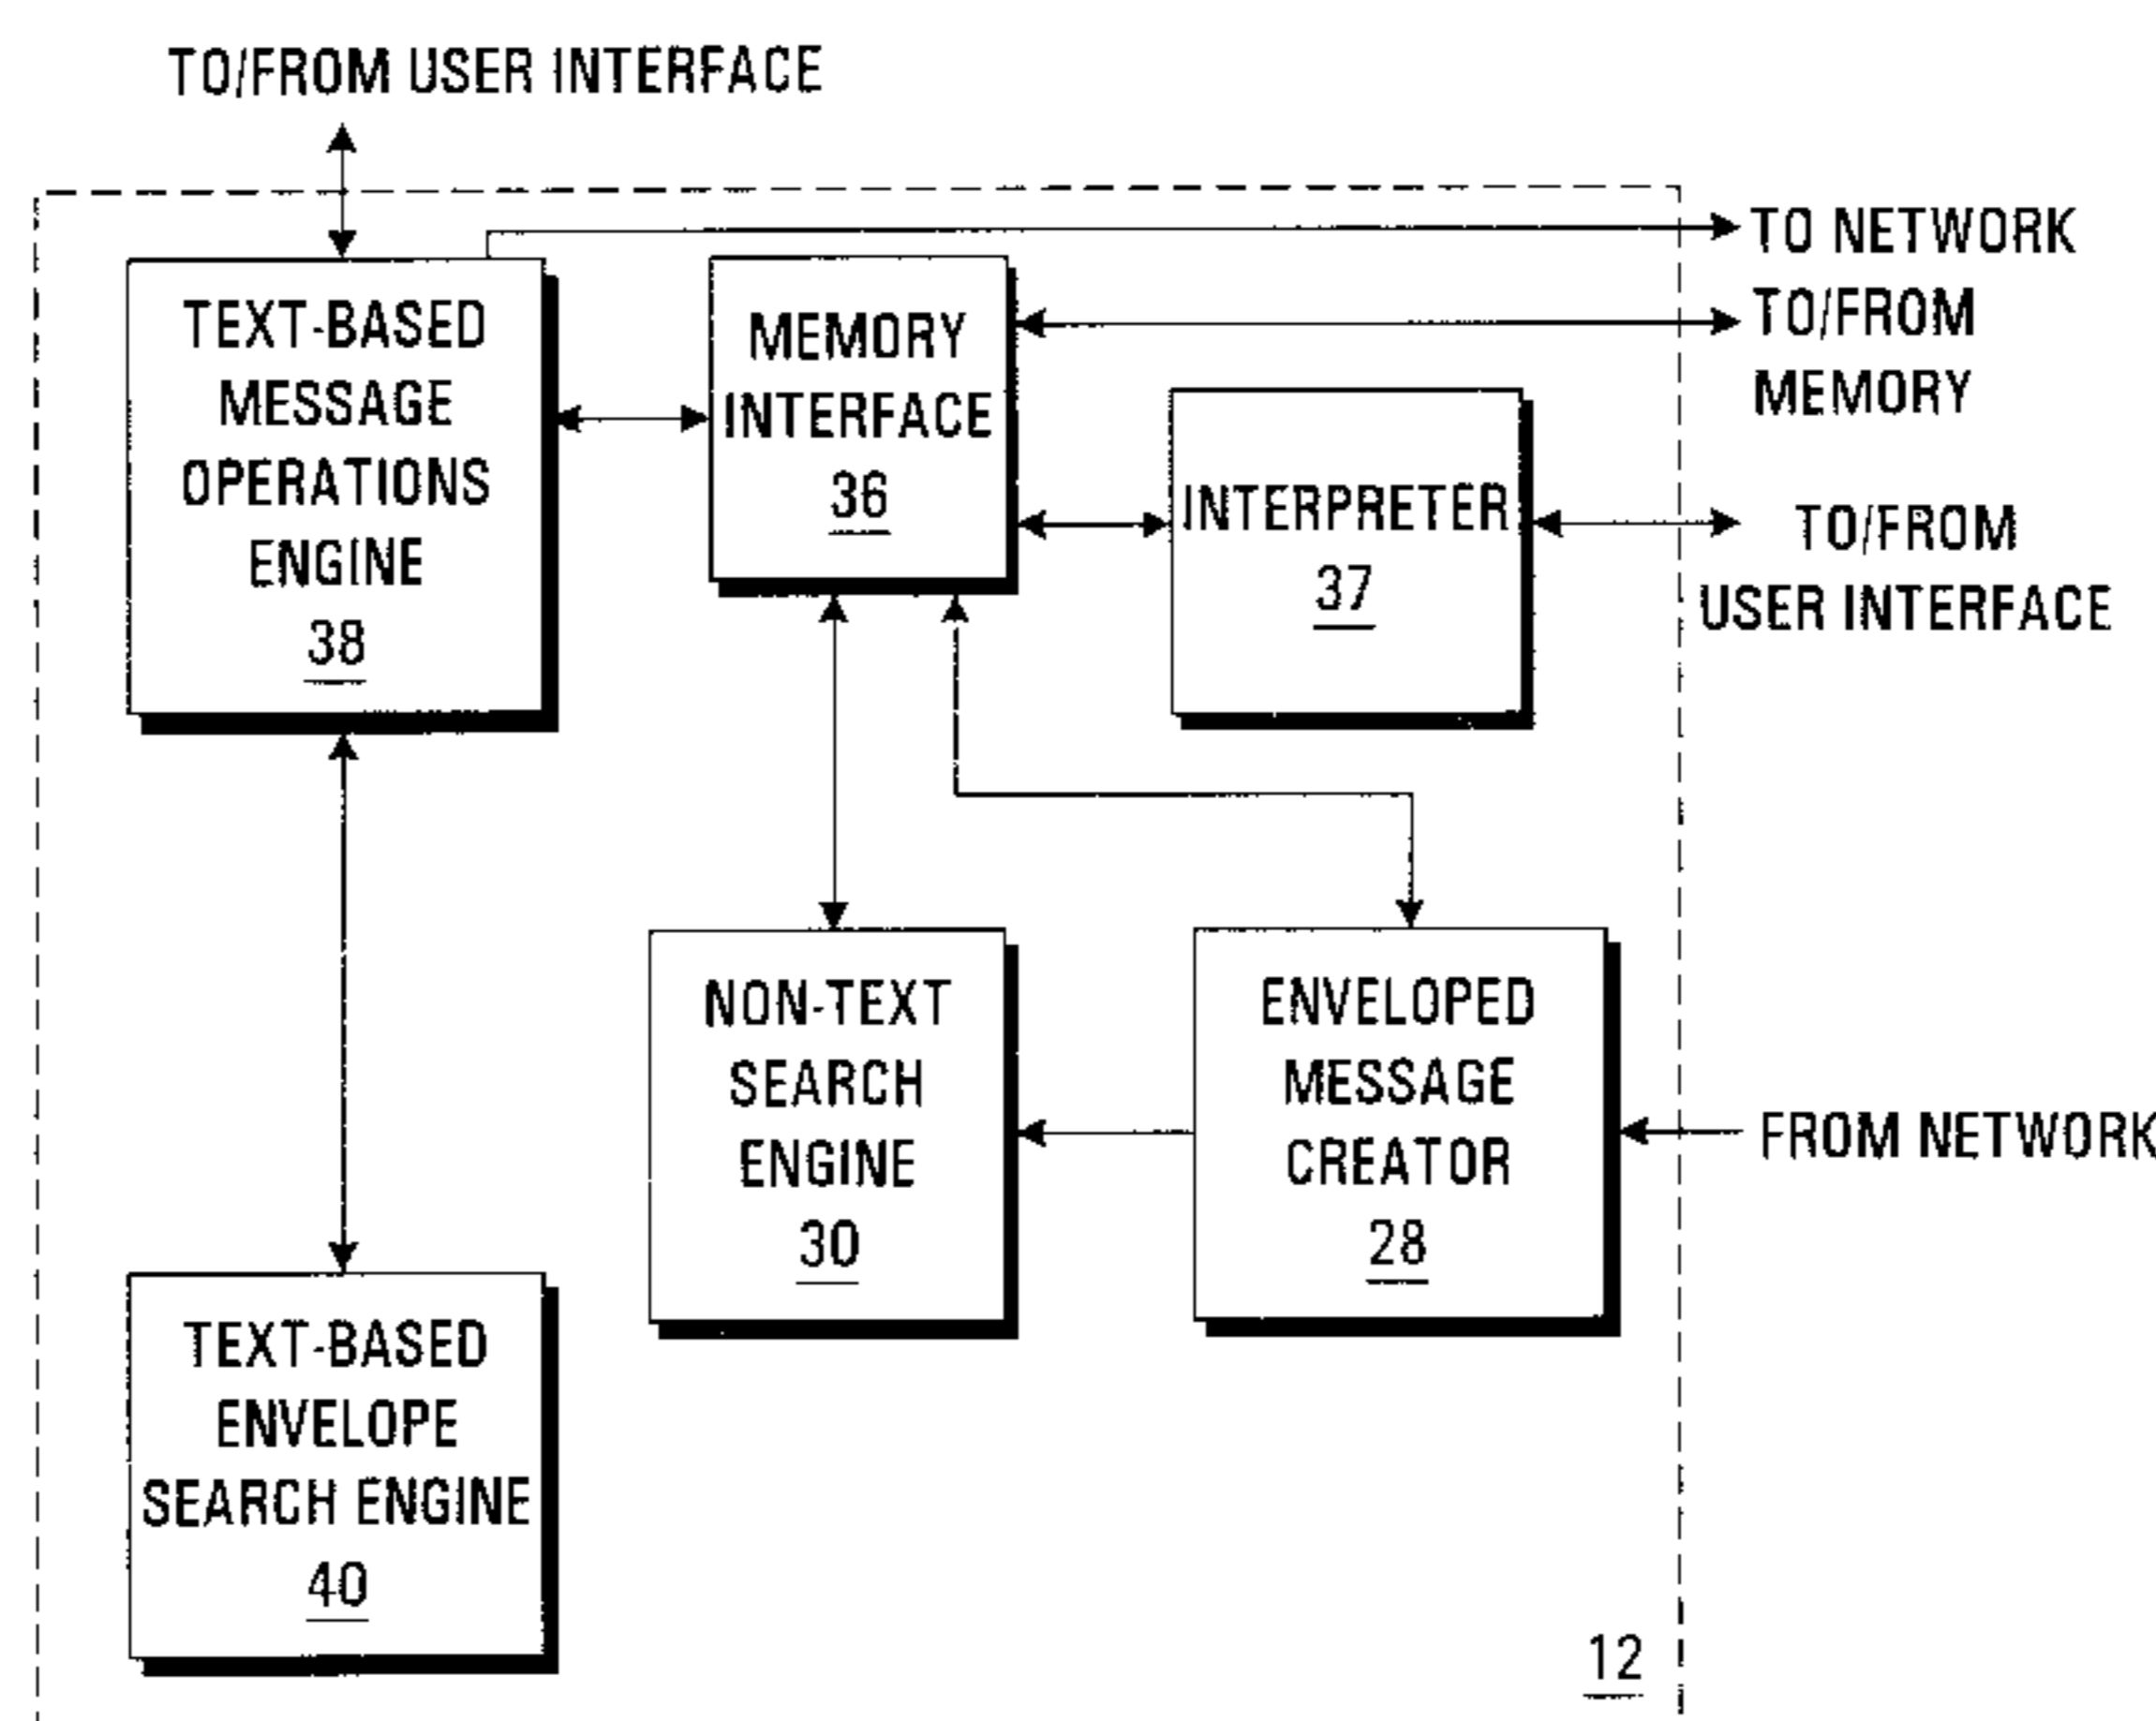 TO/FROM USER INTERFACE
TO NETWORK
TO/FROM
MEMORY
TEXT-BASED
MESSAGE
OPERATIONS
ENGINE
38
MEMORY
INTERFACE
36
INTERPRETER
37
TO/FROM
USER INTERFACE
NON-TEXT
SEARCH
ENGINE
30
ENVELOPED
MESSAGE
CREATOR
28
FROM NETWORK
TEXT-BASED
ENVELOPE
SEARCH ENGINE
40
12